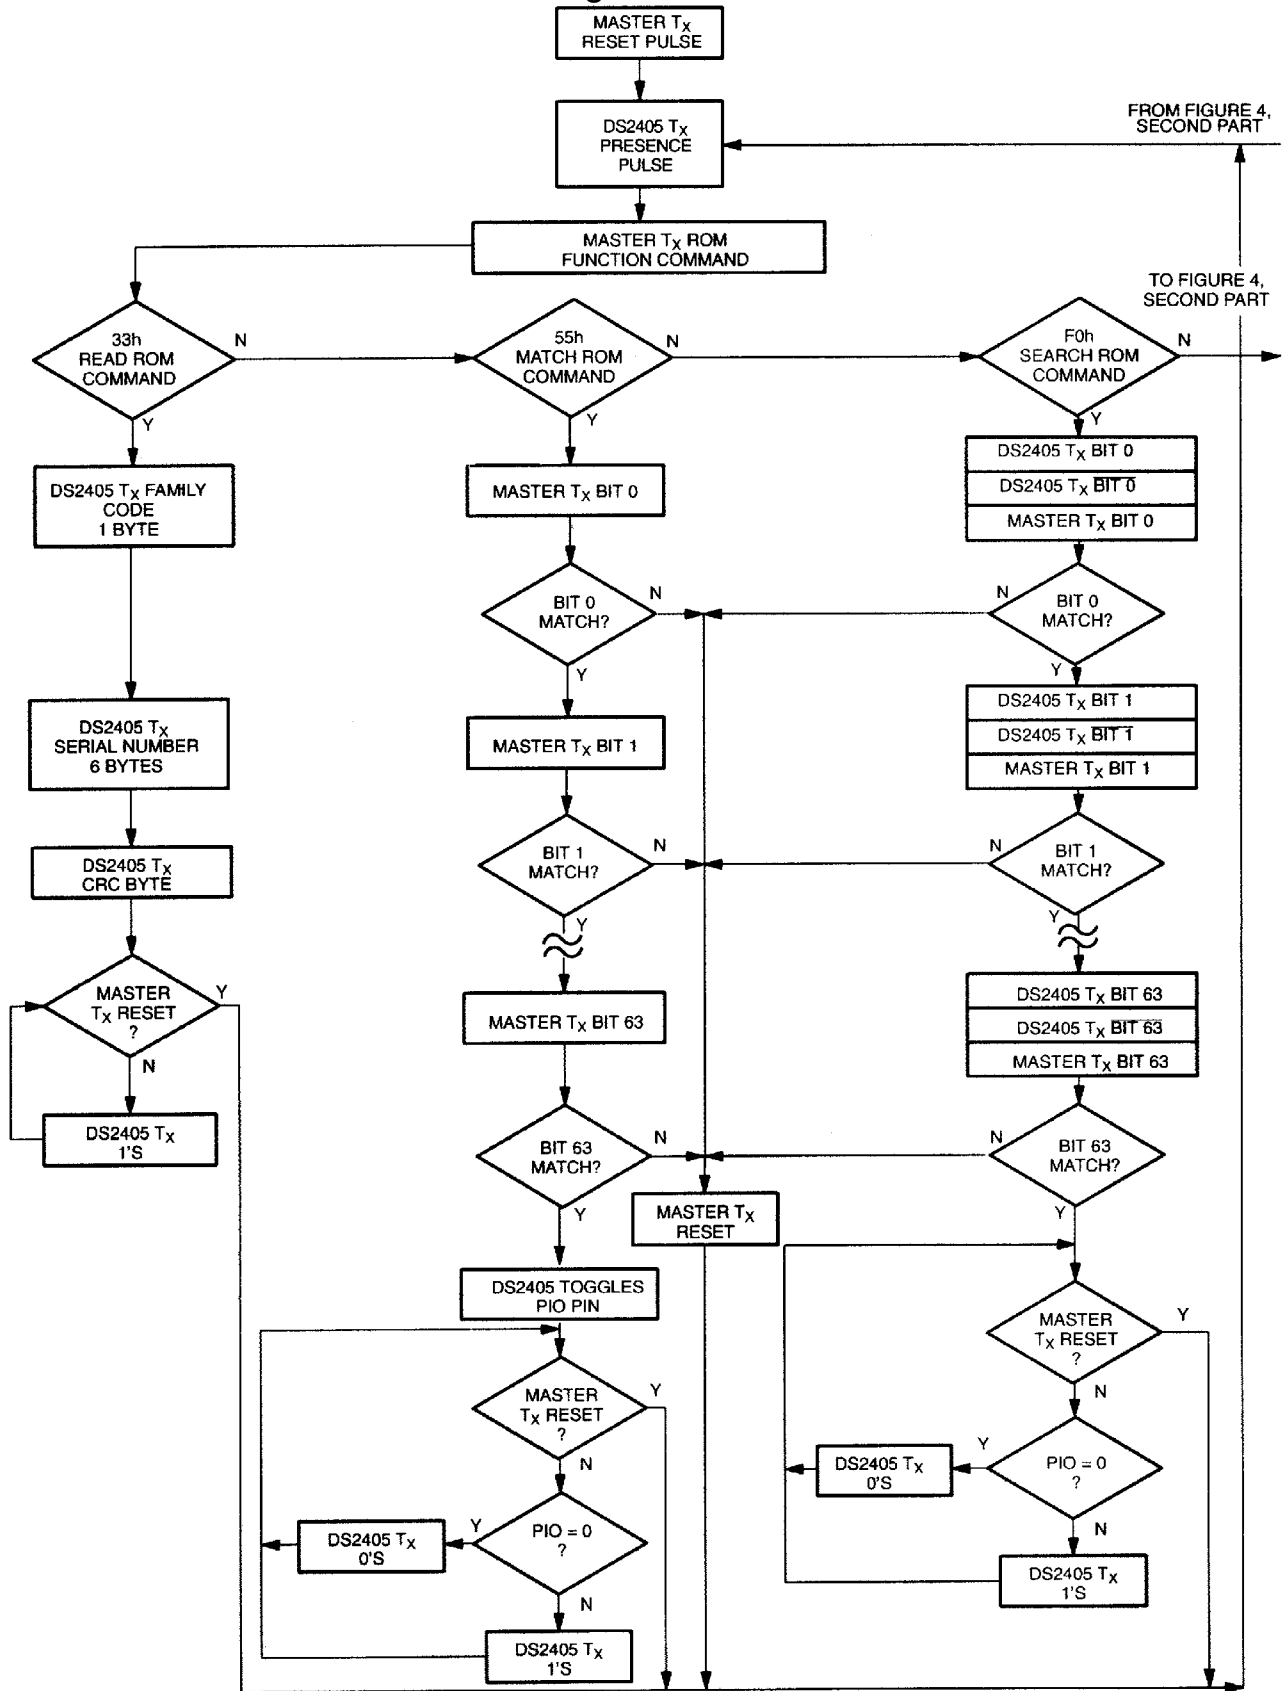 MASTER TX
RESET PULSE
DS2405 TX
PRESENCE
PULSE
FROM FIGURE 4,
SECOND PART
MASTER TX ROM
FUNCTION COMMAND
TO FIGURE 4,
SECOND PART
33h
READ ROM
COMMAND
N
Y
55h
MATCH ROM
COMMAND
N
Y
F0h
SEARCH ROM
COMMAND
N
Y
DS2405 TX FAMILY
CODE
1 BYTE
DS2405 TX
SERIAL NUMBER
6 BYTES
DS2405 TX
CRC BYTE
MASTER
TX RESET
?
Y
N
DS2405 TX
1'S
MASTER TX BIT 0
BIT 0
MATCH?
N
Y
MASTER TX BIT 1
BIT 1
MATCH?
N
Y
MASTER TX BIT 63
BIT 63
MATCH?
N
Y
DS2405 TOGGLES
PIO PIN
MASTER
TX RESET
?
Y
N
PIO = 0
?
Y
N
DS2405 TX
0'S
DS2405 TX
1'S
MASTER TX
RESET
DS2405 TX BIT 0
DS2405 TX B̅I̅T̅ ̅0̅
MASTER TX BIT 0
BIT 0
MATCH?
N
Y
DS2405 TX BIT 1
DS2405 TX B̅I̅T̅ ̅1̅
MASTER TX BIT 1
BIT 1
MATCH?
N
Y
DS2405 TX BIT 63
DS2405 TX B̅I̅T̅ ̅6̅3̅
MASTER TX BIT 63
BIT 63
MATCH?
N
Y
MASTER
TX RESET
?
Y
N
PIO = 0
?
Y
N
DS2405 TX
0'S
DS2405 TX
1'S